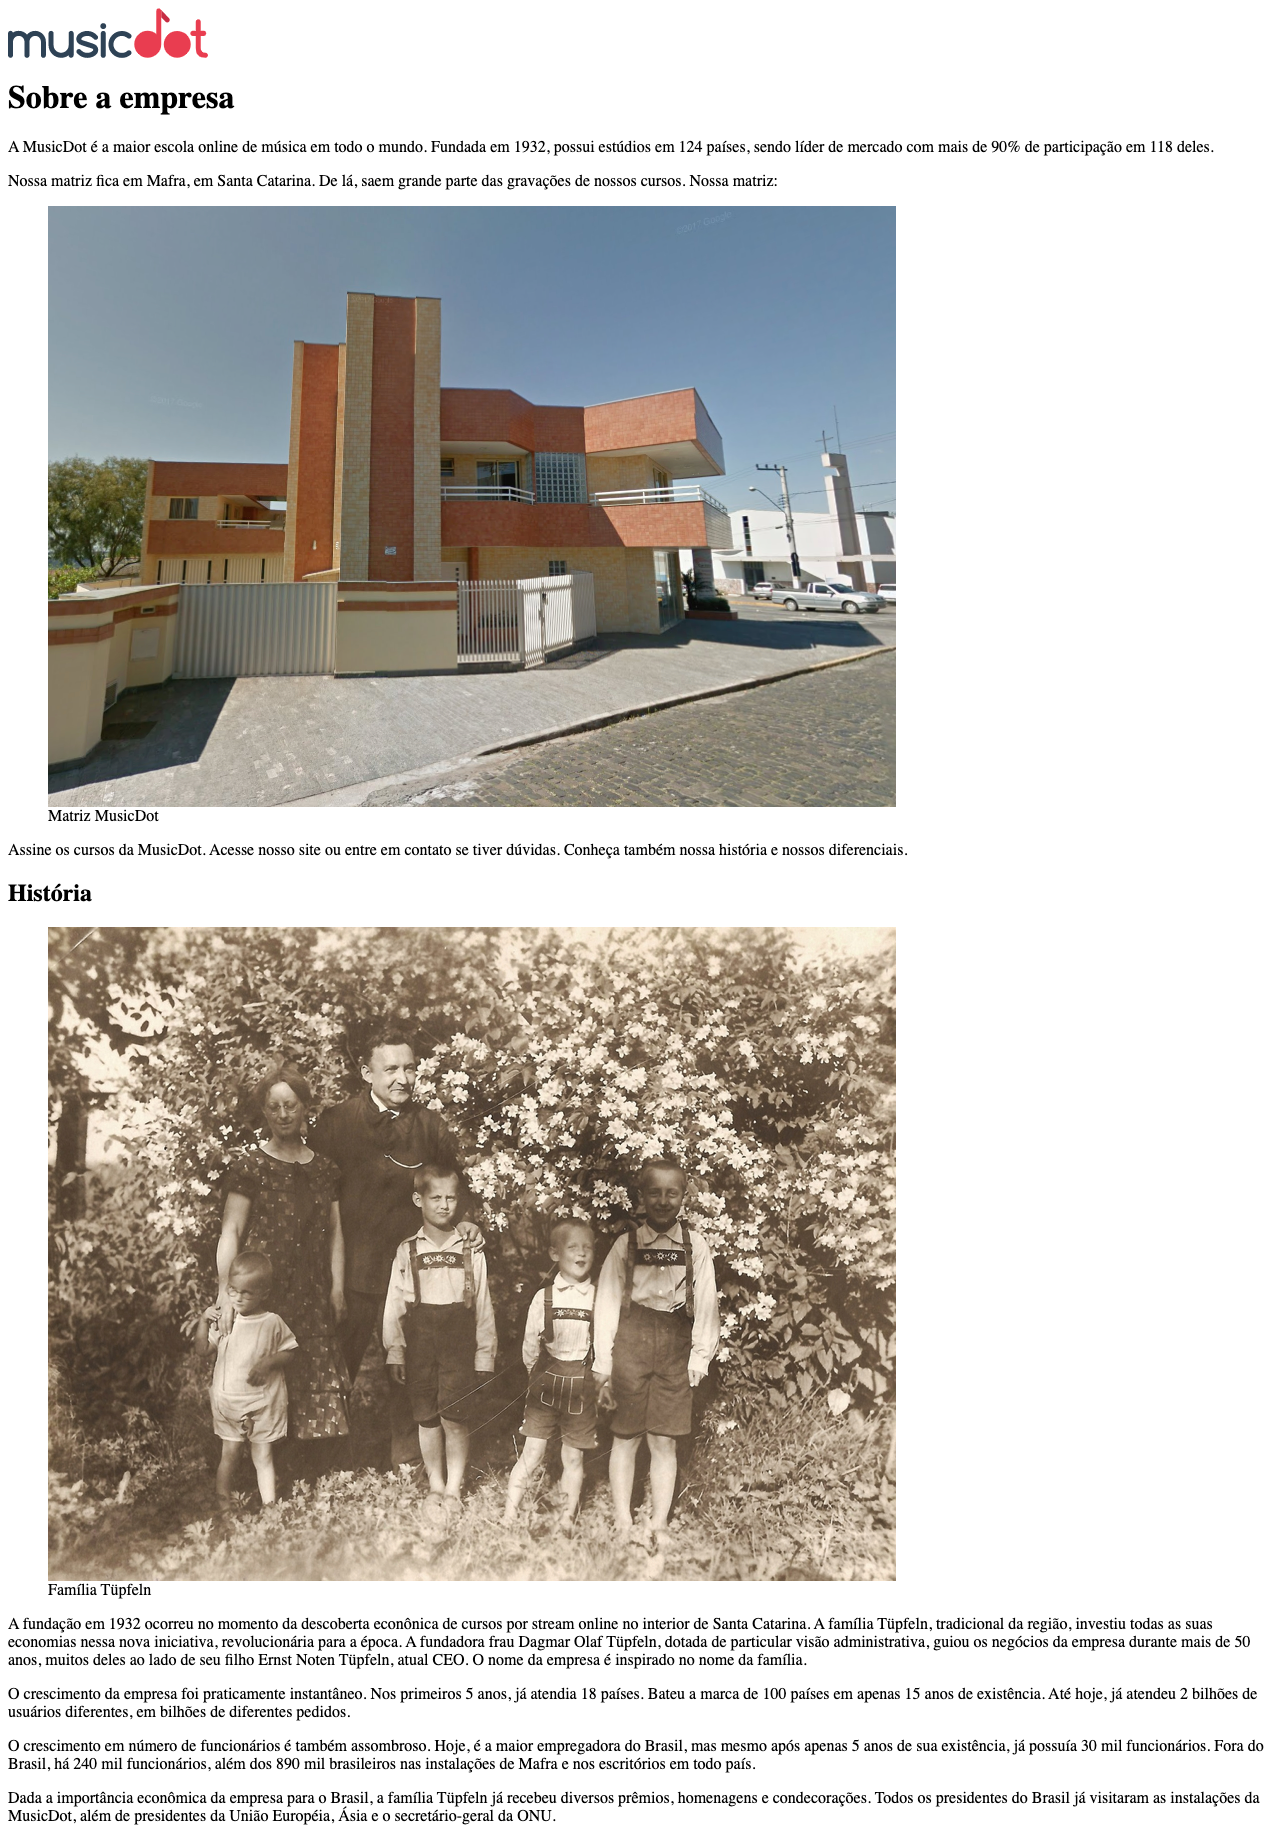 musicdot
Sobre a empresa
A MusicDot é a maior escola online de música em todo o mundo. Fundada em 1932, possui estúdios em 124 países, sendo líder de mercado com mais de 90% de participação em 118 deles.
Nossa matriz fica em Mafra, em Santa Catarina. De lá, saem grande parte das gravações de nossos cursos. Nossa matriz:
Matriz MusicDot
Assine os cursos da MusicDot. Acesse nosso site ou entre em contato se tiver dúvidas. Conheça também nossa história e nossos diferenciais.
História
Família Tüpfeln
A fundação em 1932 ocorreu no momento da descoberta econônica de cursos por stream online no interior de Santa Catarina. A família Tüpfeln, tradicional da região, investiu todas as suas
economias nessa nova iniciativa, revolucionária para a época. A fundadora frau Dagmar Olaf Tüpfeln, dotada de particular visão administrativa, guiou os negócios da empresa durante mais de 50
anos, muitos deles ao lado de seu filho Ernst Noten Tüpfeln, atual CEO. O nome da empresa é inspirado no nome da família.
O crescimento da empresa foi praticamente instantâneo. Nos primeiros 5 anos, já atendia 18 países. Bateu a marca de 100 países em apenas 15 anos de existência. Até hoje, já atendeu 2 bilhões de
usuários diferentes, em bilhões de diferentes pedidos.
O crescimento em número de funcionários é também assombroso. Hoje, é a maior empregadora do Brasil, mas mesmo após apenas 5 anos de sua existência, já possuía 30 mil funcionários. Fora do
Brasil, há 240 mil funcionários, além dos 890 mil brasileiros nas instalações de Mafra e nos escritórios em todo país.
Dada a importância econômica da empresa para o Brasil, a família Tüpfeln já recebeu diversos prêmios, homenagens e condecorações. Todos os presidentes do Brasil já visitaram as instalações da
MusicDot, além de presidentes da União Européia, Ásia e o secretário-geral da ONU.